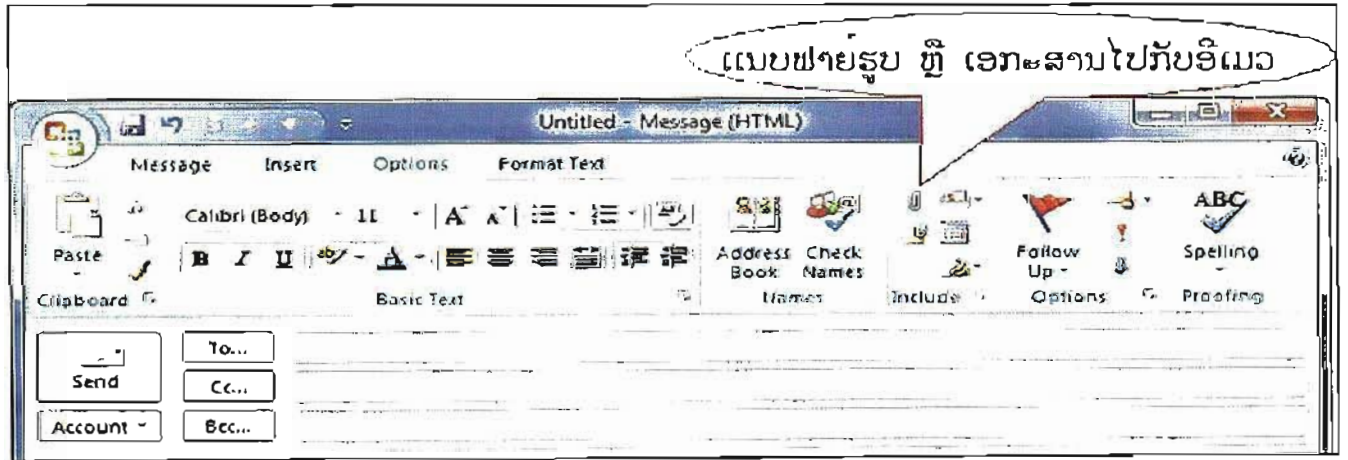 ແນບຟາຍຮູບ ຫຼື ເອກະສານໄປກັບອີເມວ
Untitled - Message (HTML)
Message Insert Options Format Text
Calibri (Body) 11 A A
Paste B I U ab A Address Book Check Names Follow Up ABC Spelling
Clipboard Basic Text Names Include Options Proofing
To...
Send
Cc...
Account Bcc...